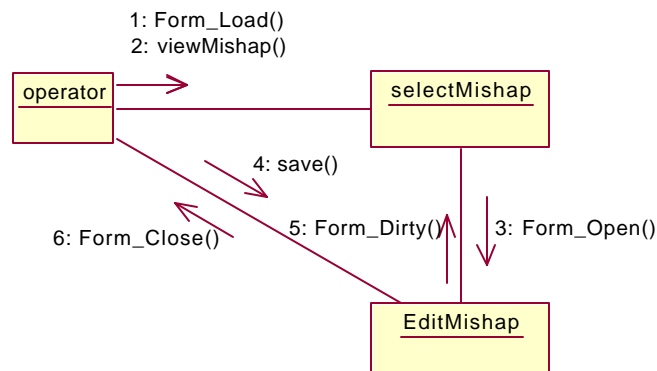 1: Form_Load()
2: viewMishap()
operator
selectMishap
4: save()
6: Form_Close()
5: Form_Dirty()
3: Form_Open()
EditMishap